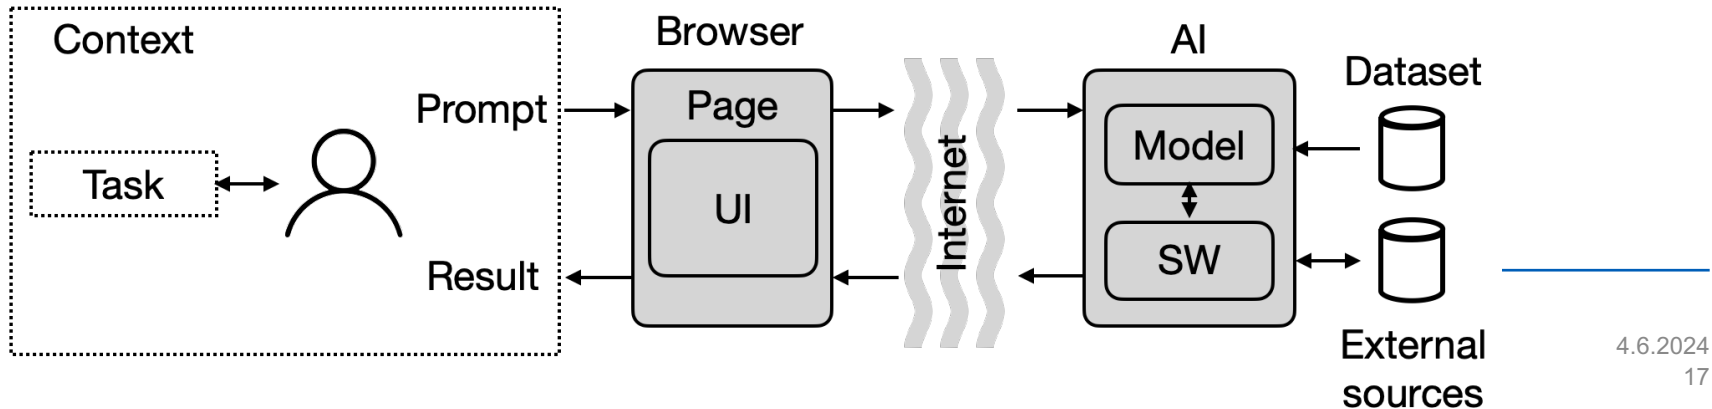 Context
Task
Prompt
Result
Browser
Page
UI
Internet
AI
Model
SW
Dataset
External
sources
4.6.2024
17